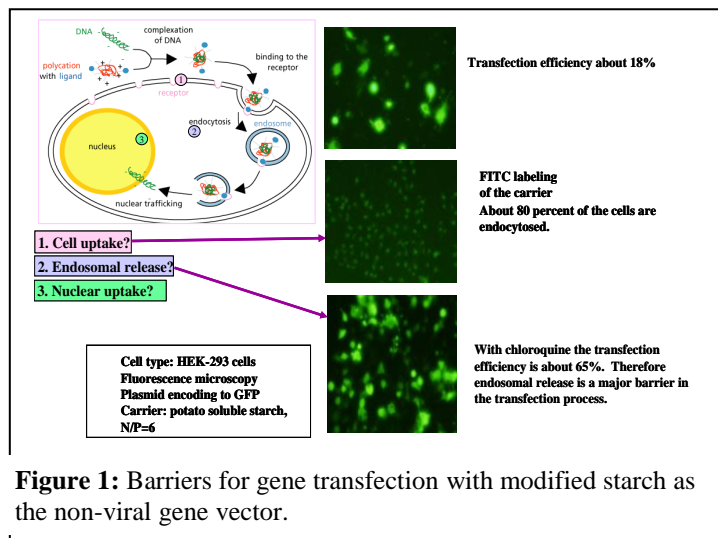 DNA
complexation
of DNA
polycation
with ligand
binding to the
receptor
1
receptor
endocytosis
endosome
2
3
nucleus
nuclear trafficking
Transfection efficiency about 18%
FITC labeling
of the carrier
About 80 percent of the cells are
endocytosed.
1. Cell uptake?
2. Endosomal release?
3. Nuclear uptake?
Cell type: HEK-293 cells
Fluorescence microscopy
Plasmid encoding to GFP
Carrier: potato soluble starch,
N/P=6
With chloroquine the transfection
efficiency is about 65%. Therefore
endosomal release is a major barrier in
the transfection process.
Figure 1: Barriers for gene transfection with modified starch as
the non-viral gene vector.